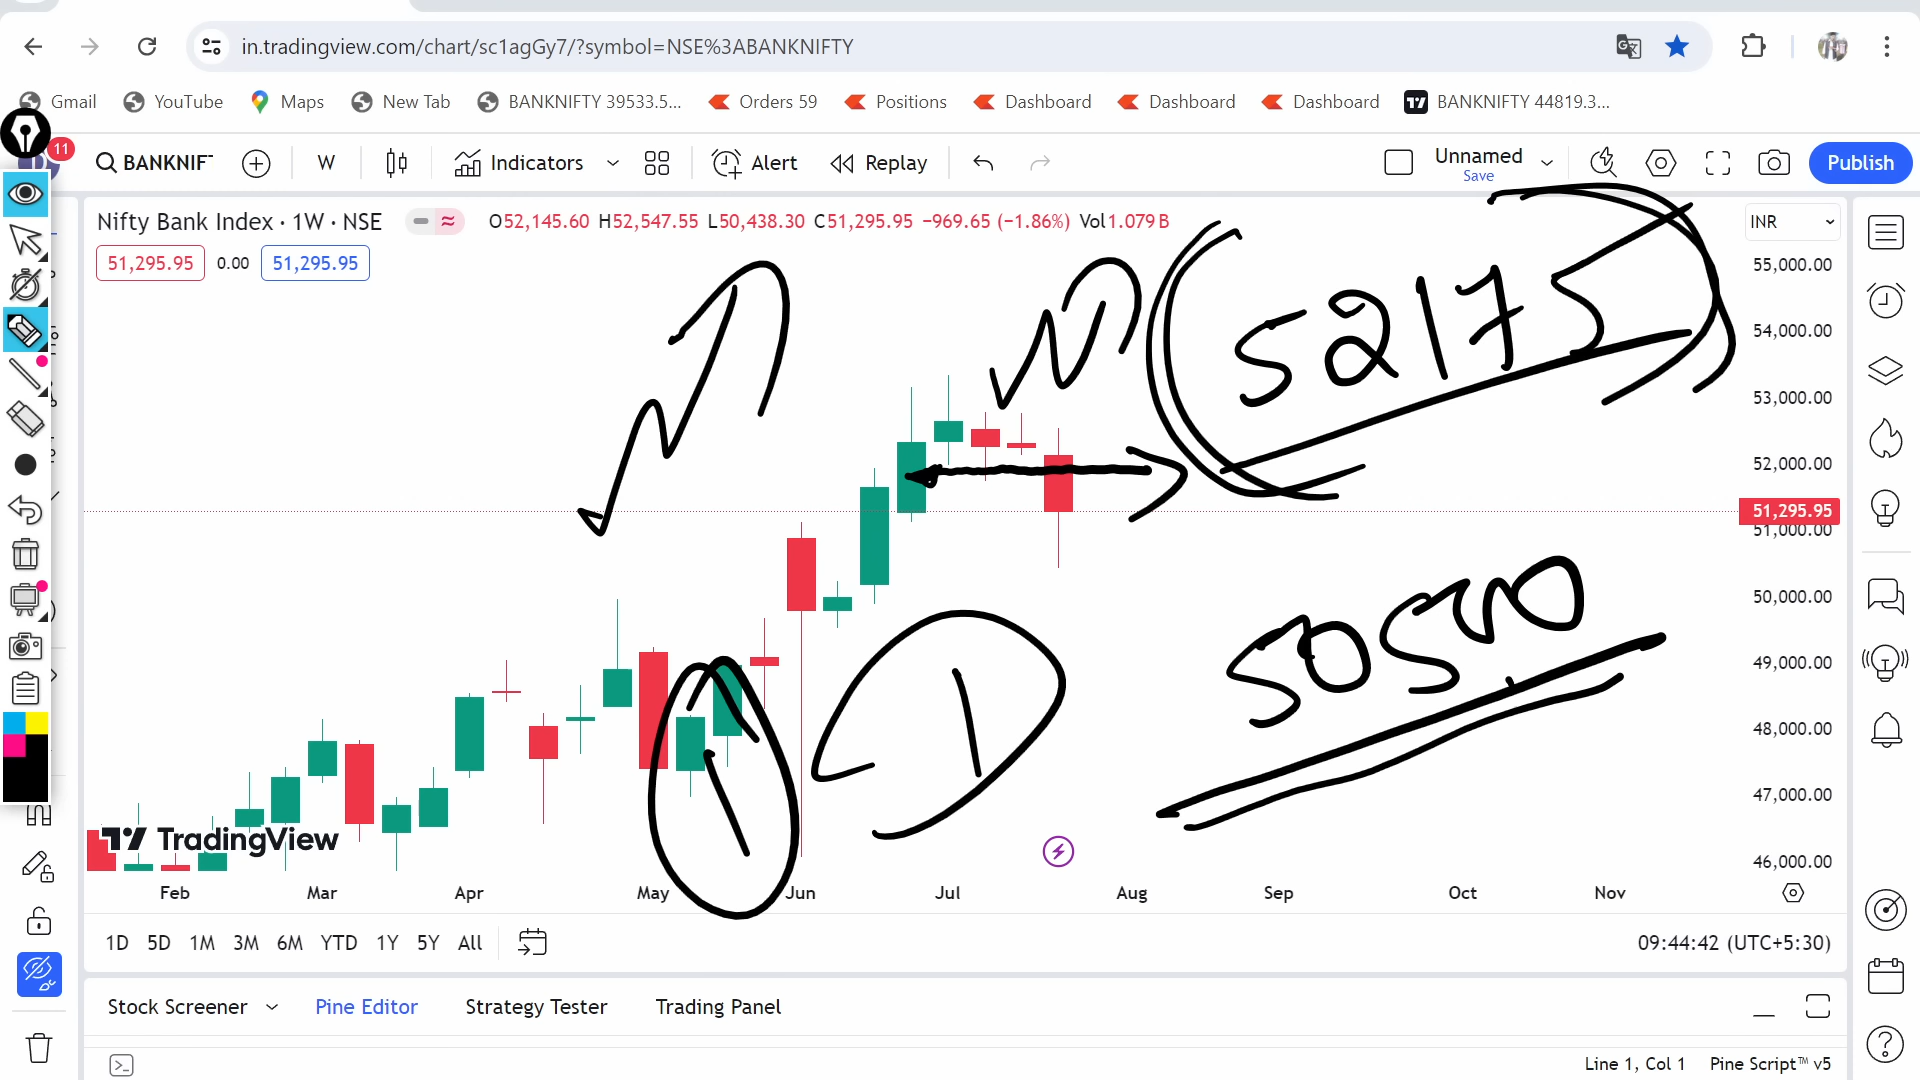 in.tradingview.com/chart/sc1agGy7/?symbol=NSE%3ABANKNIFTY
Gmail YouTube Maps New Tab BANKNIFTY 39533.5... Orders 59 Positions Dashboard Dashboard Dashboard BANKNIFTY 44819.3...
11
BANKNIF W Indicators Alert Replay Unnamed Publish
Save
Nifty Bank Index · 1W · NSE O52,145.60 H52,547.55 L50,438.30 C51,295.95 −969.65 (−1.86%) Vol1.079 B INR
51,295.95 0.00 51,295.95
55,000.00
54,000.00
53,000.00
52,000.00
51,295.95
51,000.00
50,000.00
49,000.00
48,000.00
47,000.00
46,000.00
52175
50500
TradingView
Feb Mar Apr May Jun Jul Aug Sep Oct Nov
1D 5D 1M 3M 6M YTD 1Y 5Y All 09:44:42 (UTC+5:30)
Stock Screener Pine Editor Strategy Tester Trading Panel
Line 1, Col 1 Pine Script™ v5